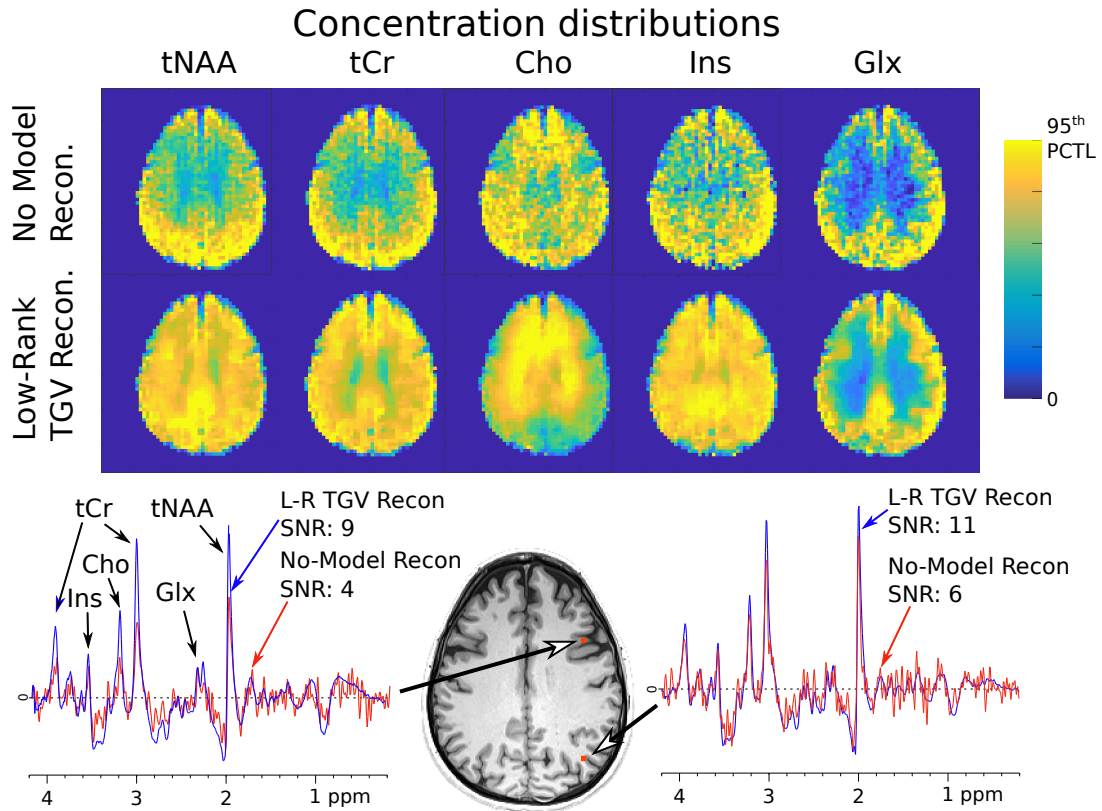 Concentration distributions
tNAA tCr Cho Ins Glx
No Model
Recon.
Low-Rank
TGV Recon.
95th
PCTL
0
tCr
Cho
Ins
Glx
tNAA
L-R TGV Recon
SNR: 9
No-Model Recon
SNR: 4
0
4 3 2 1 ppm
L-R TGV Recon
SNR: 11
No-Model Recon
SNR: 6
0
4 3 2 1 ppm